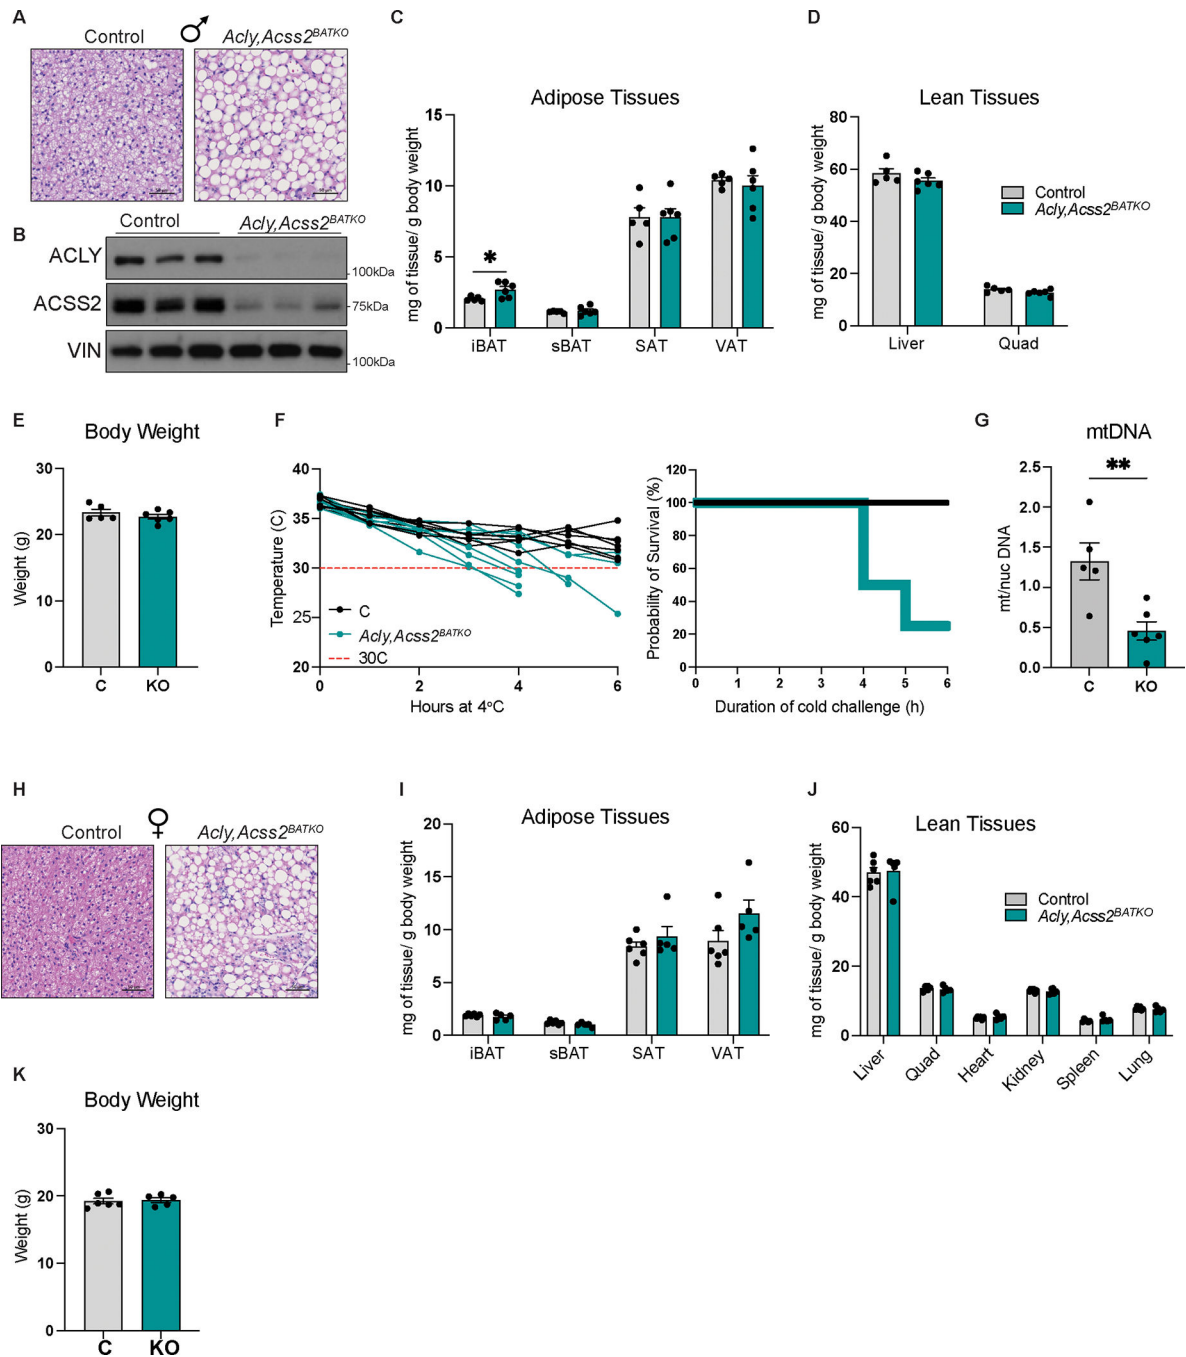 A
Control ♂ Acly,Acss2BATKO
B
Control Acly,Acss2BATKO
ACLY
100kDa
ACSS2
75kDa
VIN
100kDa
C
Adipose Tissues
mg of tissue/ g body weight
15
10
5
0
*
iBAT sBAT SAT VAT
D
Lean Tissues
mg of tissue/ g body weight
80
60
40
20
0
Liver Quad
Control
Acly,Acss2BATKO
E
Body Weight
Weight (g)
30
20
10
0
C KO
F
Temperature (C)
40
35
30
25
20
C
Acly,Acss2BATKO
30C
0 2 4 6
Hours at 4oC
Probability of Survival (%)
120
100
80
60
40
20
0
0 1 2 3 4 5 6
Duration of cold challenge (h)
G
mtDNA
mt/nuc DNA
2.5
2.0
1.5
1.0
0.5
0.0
**
C KO
H
Control ♀ Acly,Acss2BATKO
I
Adipose Tissues
mg of tissue/ g body weight
20
15
10
5
0
iBAT sBAT SAT VAT
J
Lean Tissues
mg of tissue/ g body weight
60
40
20
0
Liver Quad Heart Kidney Spleen Lung
Control
Acly,Acss2BATKO
K
Body Weight
Weight (g)
30
20
10
0
C KO